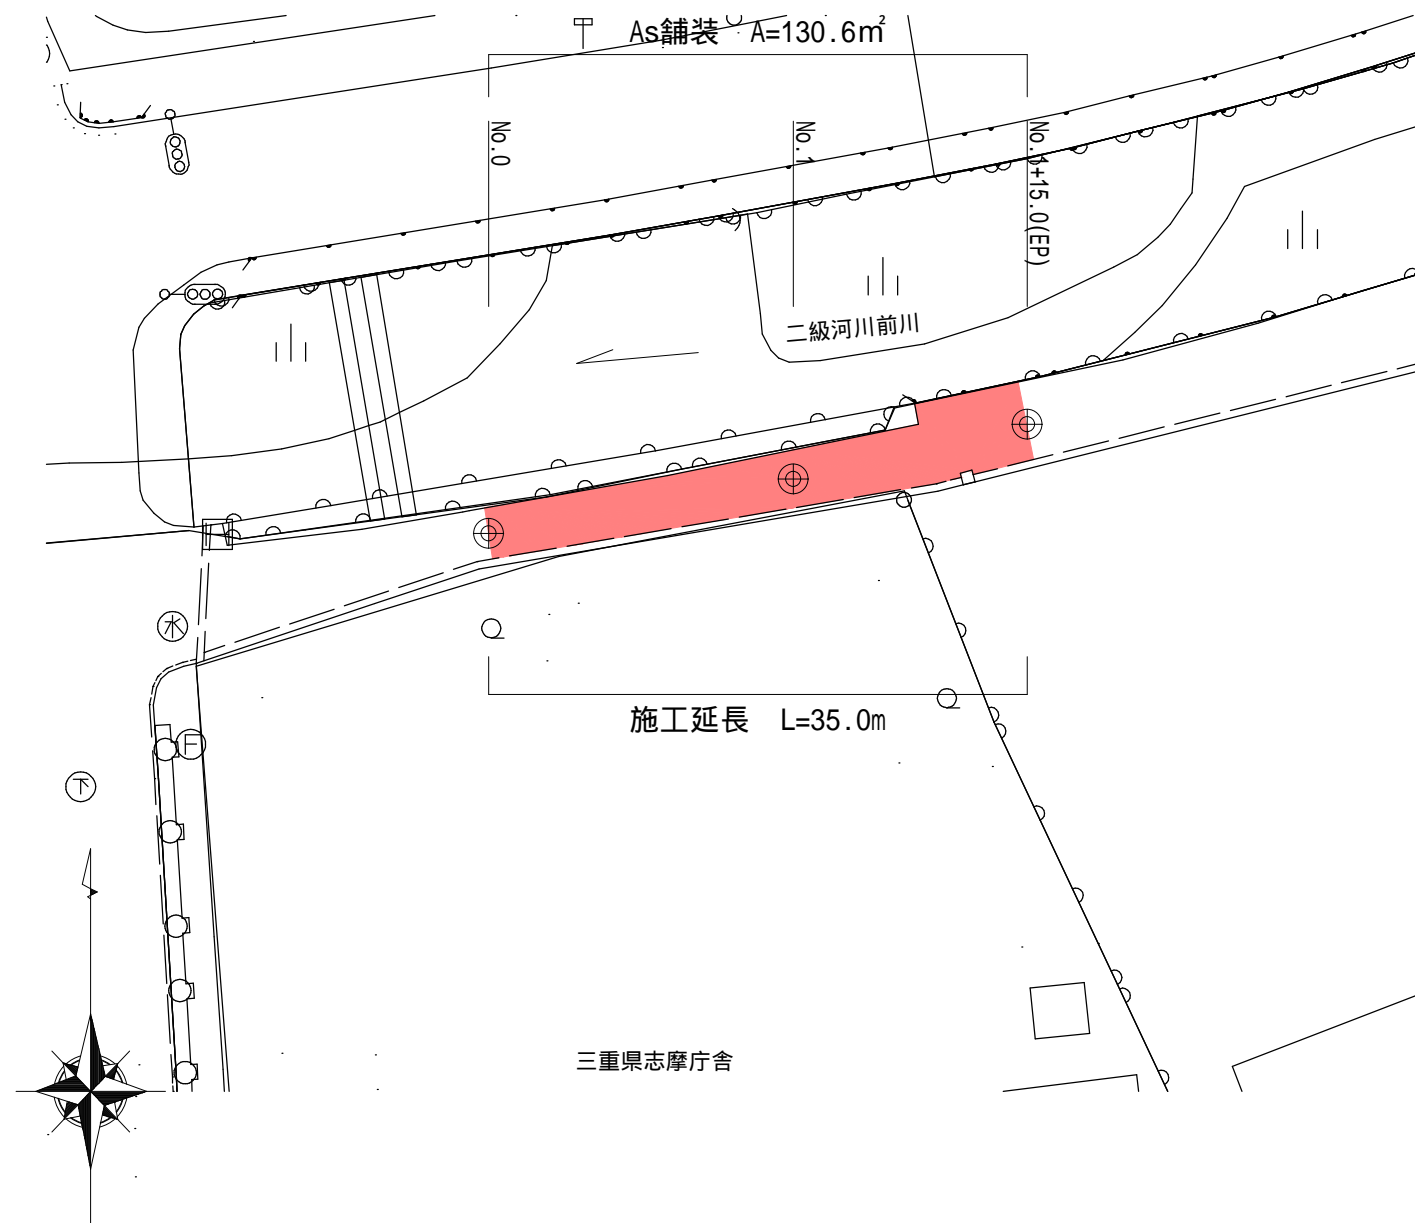 As舗装 A=130.6㎡
No.0
No.1
No.1+15.0(EP)
二級河川前川
水
施工延長 L=35.0m
下
三重県志摩庁舎